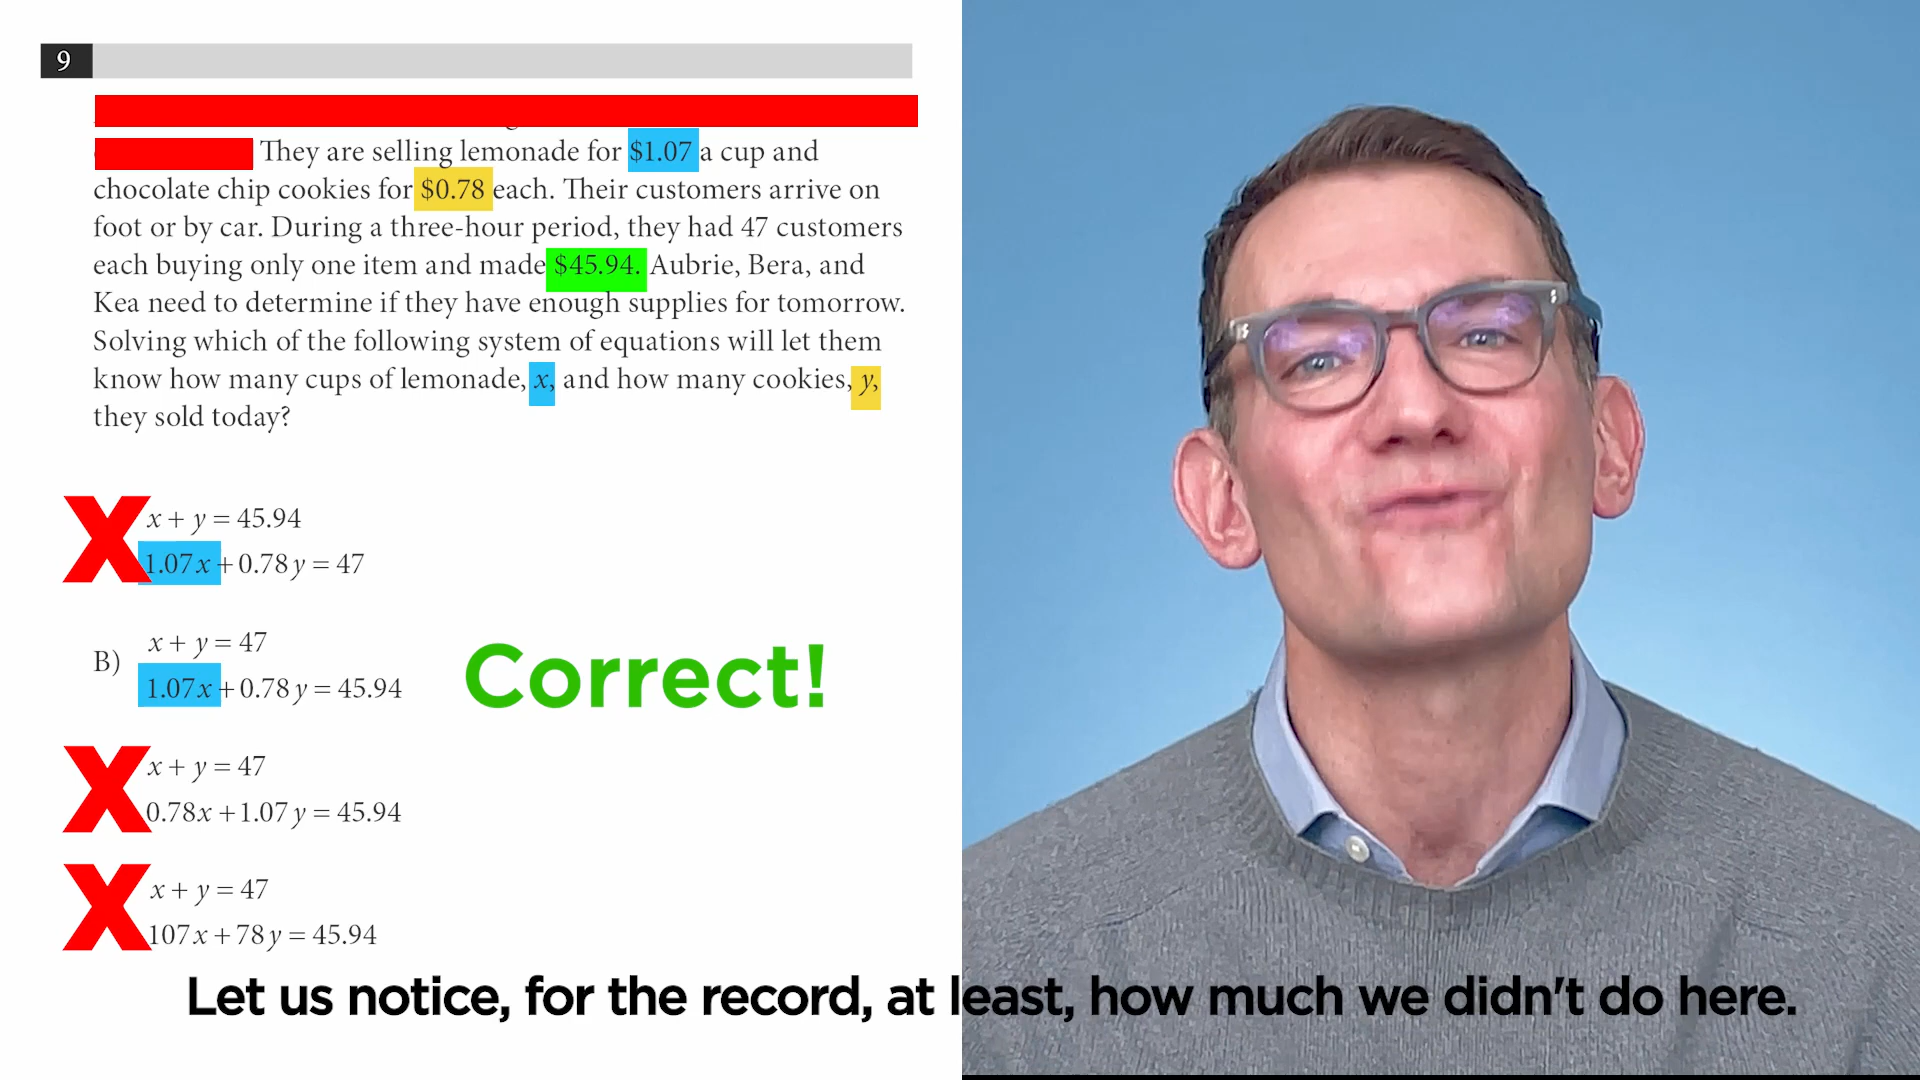 9
They are selling lemonade for $1.07 a cup and
chocolate chip cookies for $0.78 each. Their customers arrive on
foot or by car. During a three-hour period, they had 47 customers
each buying only one item and made $45.94. Aubrie, Bera, and
Kea need to determine if they have enough supplies for tomorrow.
Solving which of the following system of equations will let them
know how many cups of lemonade, x, and how many cookies, y,
they sold today?
X
x + y = 45.94
1.07x + 0.78y = 47
B)
x + y = 47
1.07x + 0.78y = 45.94
Correct!
X
x + y = 47
0.78x + 1.07y = 45.94
X
x + y = 47
107x + 78y = 45.94
Let us notice, for the record, at least, how much we didn't do here.